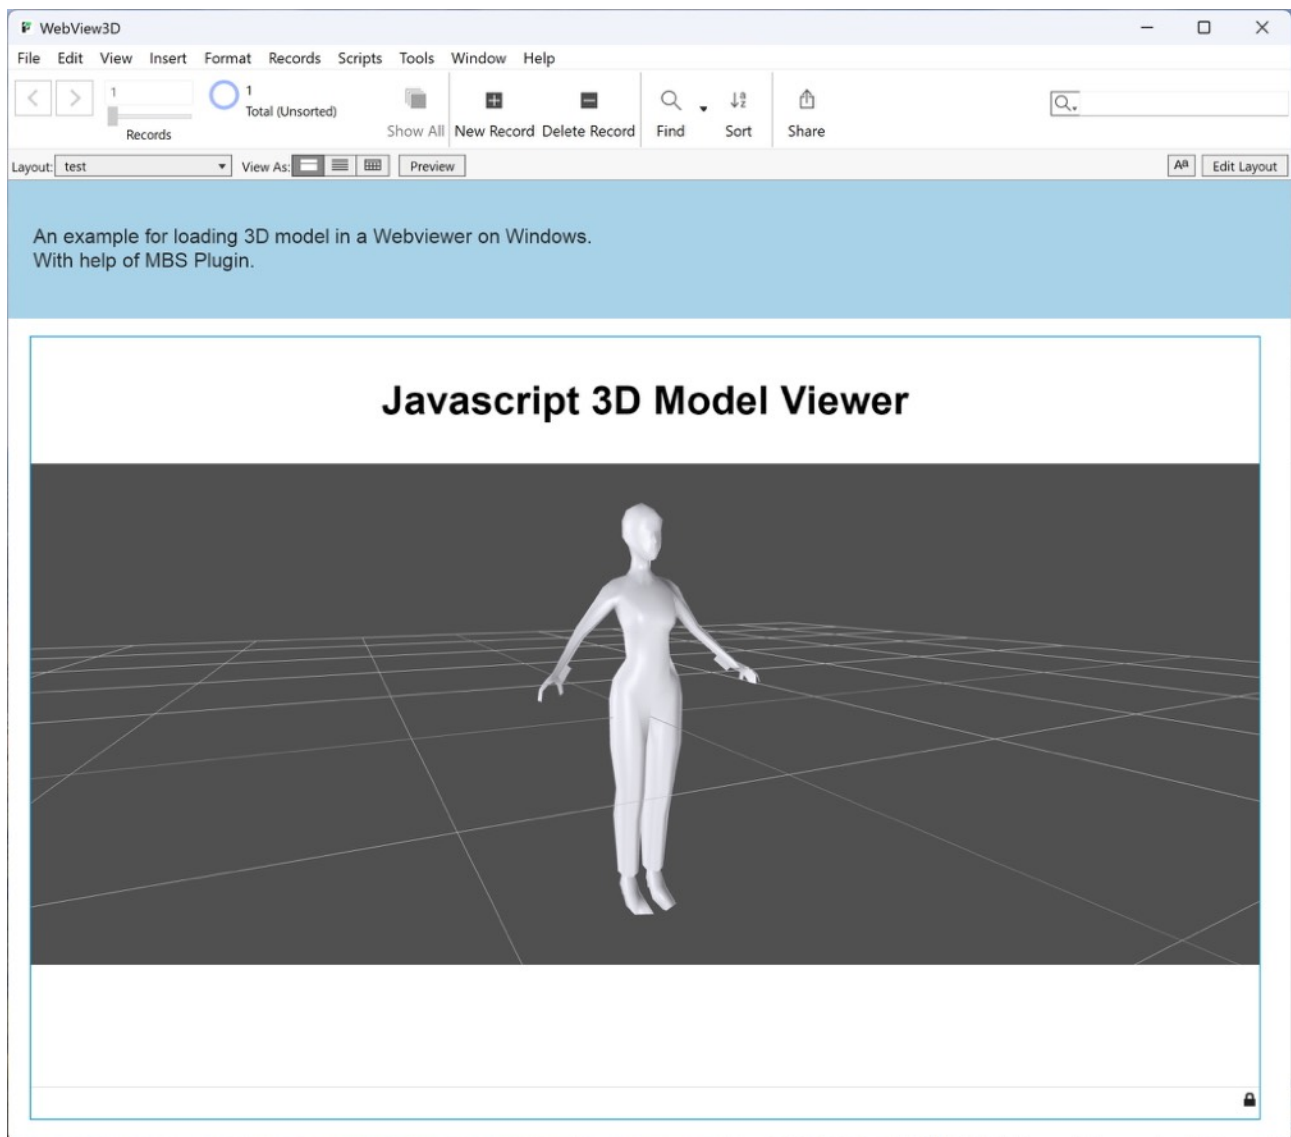 WebView3D
File Edit View Insert Format Records Scripts Tools Window Help
1
Records
1
Total (Unsorted)
Show All
New Record
Delete Record
Find
Sort
Share
Layout: test
View As:
Preview
Aa
Edit Layout
An example for loading 3D model in a Webviewer on Windows.
With help of MBS Plugin.
Javascript 3D Model Viewer